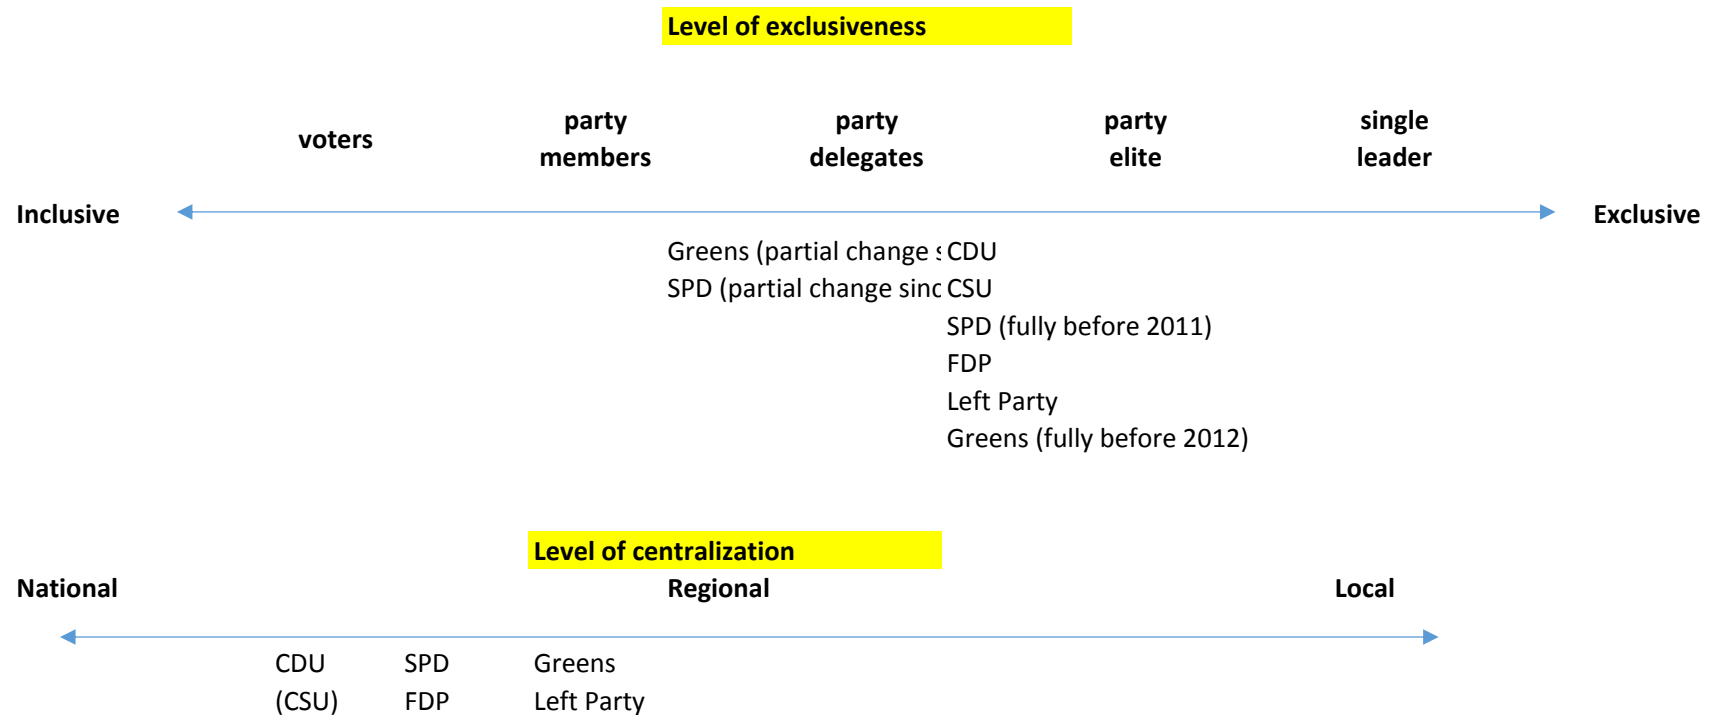 Level of exclusiveness
voters party members party delegates party elite single leader
Inclusive Exclusive
Greens (partial change CDU
SPD (partial change sinc CSU
SPD (fully before 2011)
FDP
Left Party
Greens (fully before 2012)
Level of centralization
National Regional Local
CDU SPD Greens
(CSU) FDP Left Party